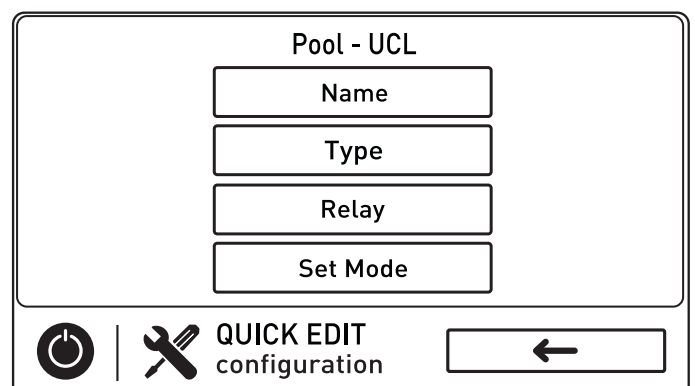 Pool - UCL
Name
Type
Relay
Set Mode
QUICK EDIT
configuration